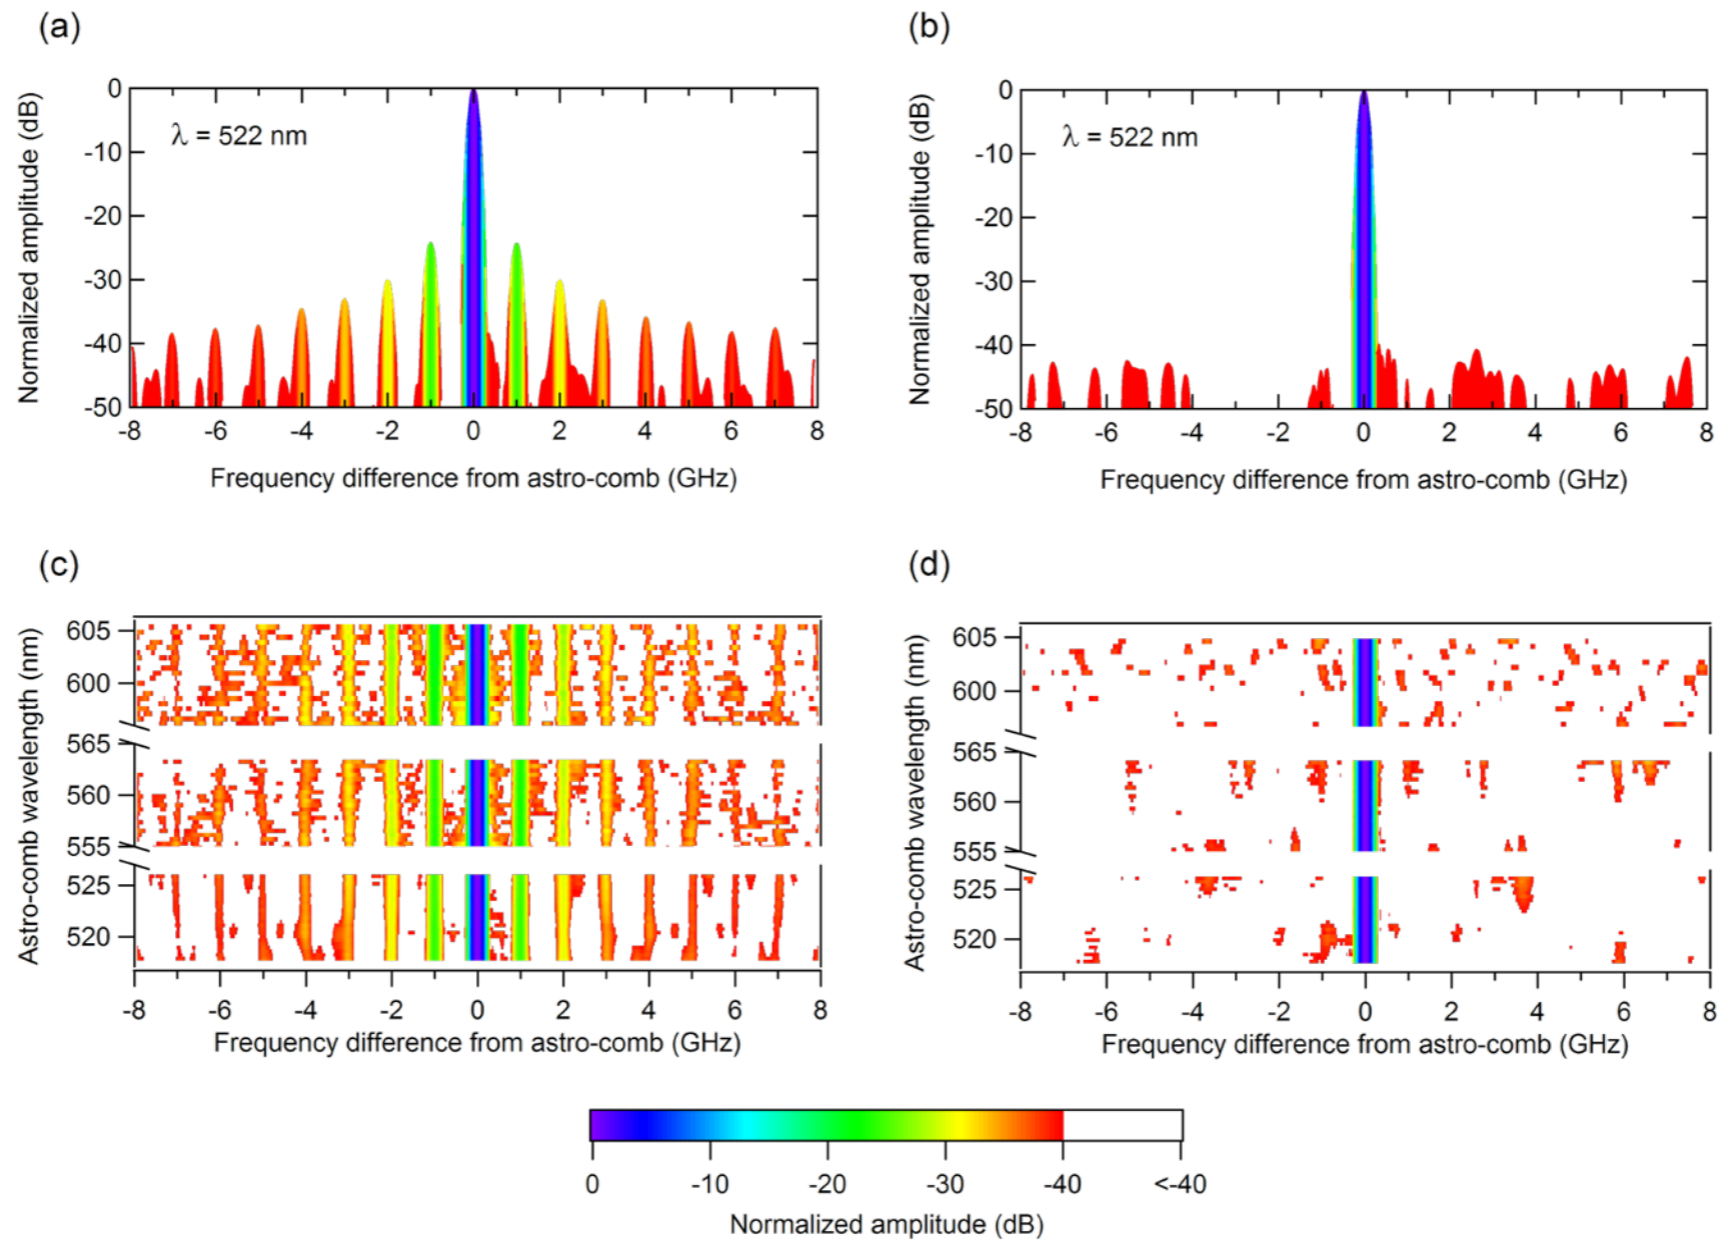 (a)
Normalized amplitude (dB)
0
-10
-20
-30
-40
-50
λ = 522 nm
-8 -6 -4 -2 0 2 4 6 8
Frequency difference from astro-comb (GHz)
(b)
Normalized amplitude (dB)
0
-10
-20
-30
-40
-50
λ = 522 nm
-8 -6 -4 -2 0 2 4 6 8
Frequency difference from astro-comb (GHz)
(c)
Astro-comb wavelength (nm)
605
600
565
560
555
525
520
-8 -6 -4 -2 0 2 4 6 8
Frequency difference from astro-comb (GHz)
(d)
Astro-comb wavelength (nm)
605
600
565
560
555
525
520
-8 -6 -4 -2 0 2 4 6 8
Frequency difference from astro-comb (GHz)
0 -10 -20 -30 -40 <-40
Normalized amplitude (dB)